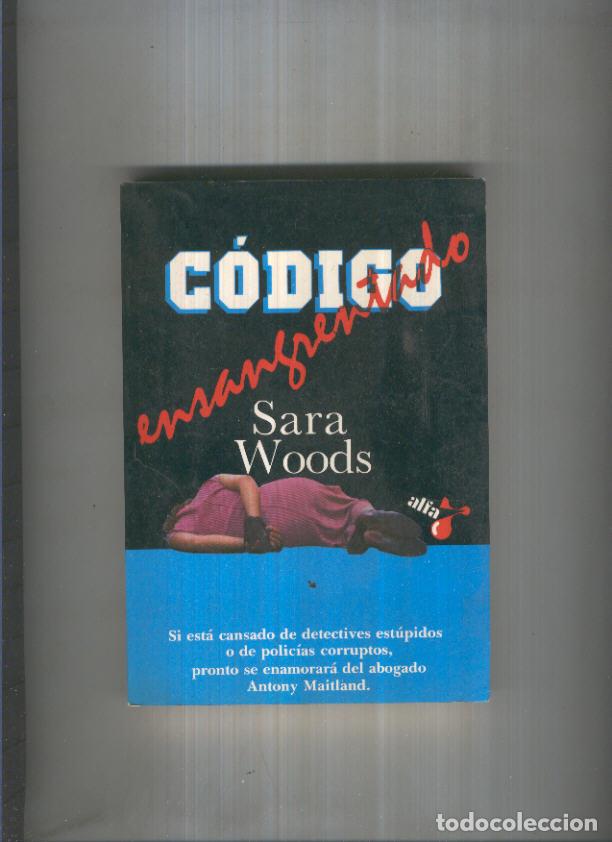 CÓDIGO
ensangrentado
Sara
Woods
alfa
Si está cansado de detectives estúpidos
o de policías corruptos,
pronto se enamorará del abogado
Antony Maitland.
todocoleccion